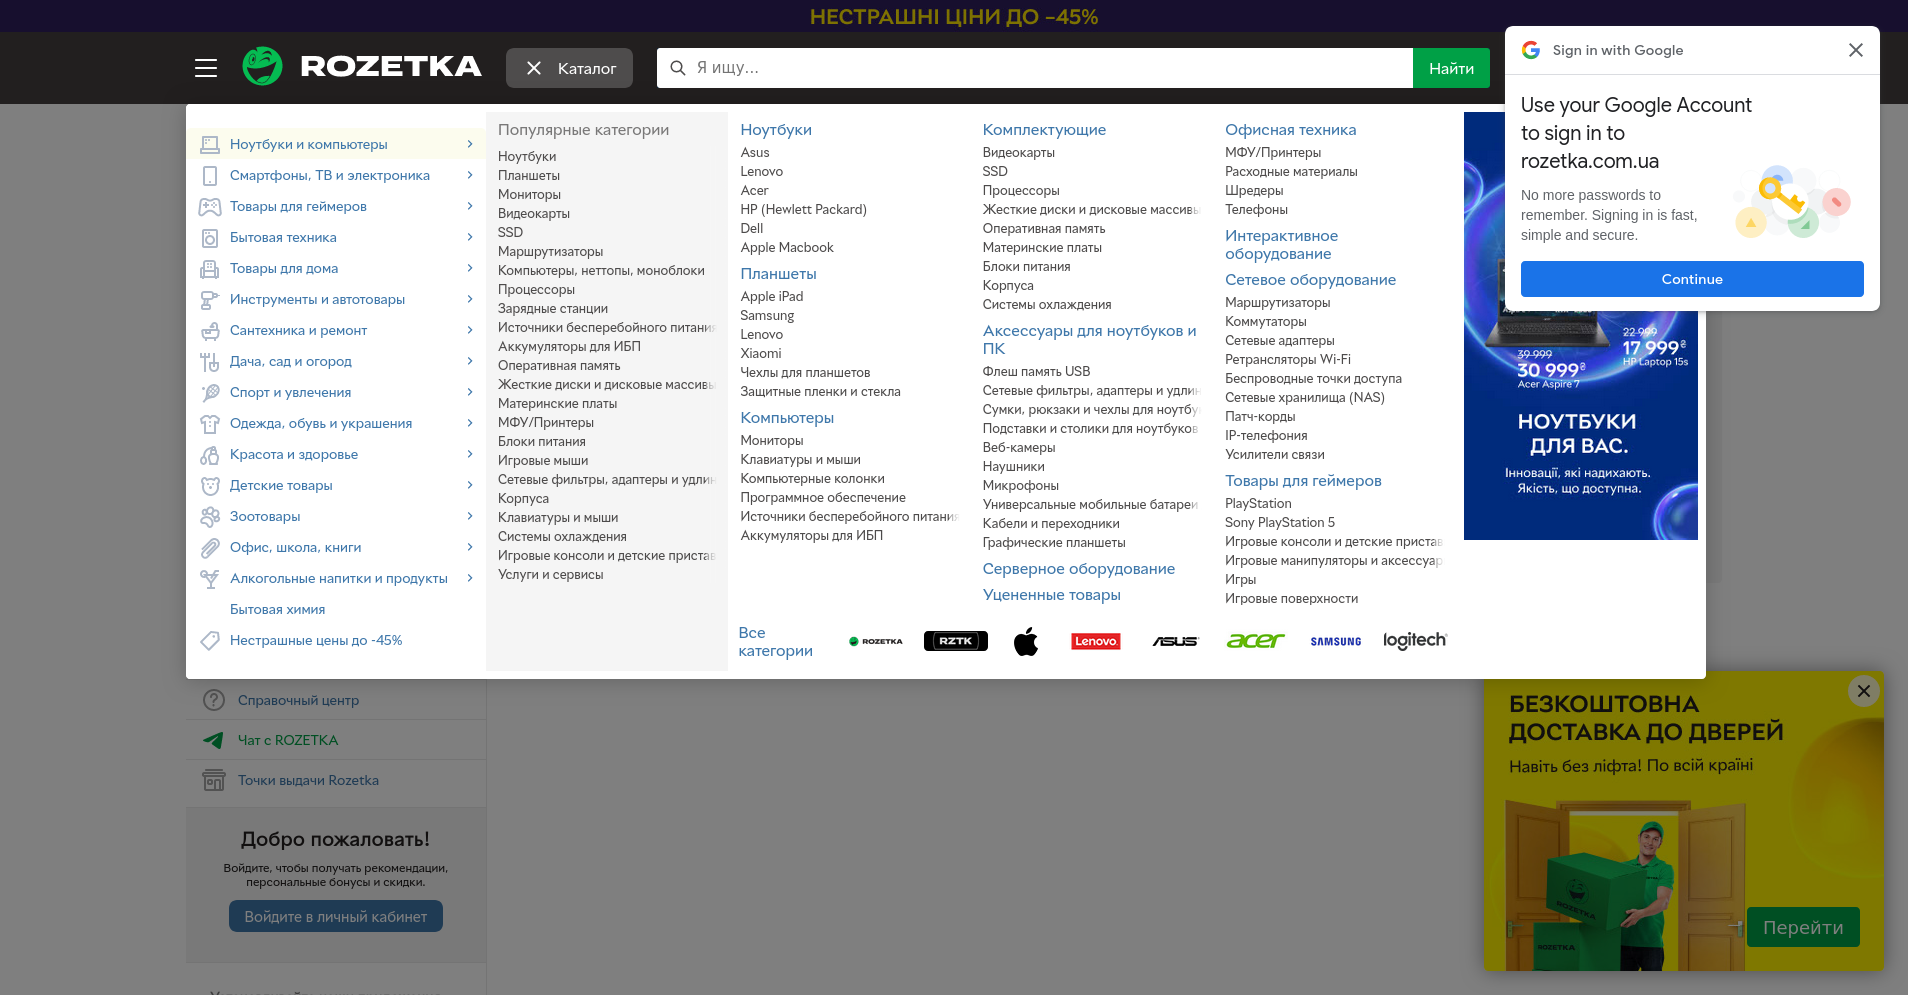 НЕСТРАШНІ ЦІНИ ДО -45%
ROZETKA
Каталог
Я ищу...
Найти
Sign in with Google
Use your Google Account
to sign in to
rozetka.com.ua
No more passwords to
remember. Signing in is fast,
simple and secure.
Continue
Ноутбуки и компьютеры
Смартфоны, ТВ и электроника
Товары для геймеров
Бытовая техника
Товары для дома
Инструменты и автотовары
Сантехника и ремонт
Дача, сад и огород
Спорт и увлечения
Одежда, обувь и украшения
Красота и здоровье
Детские товары
Зоотовары
Офис, школа, книги
Алкогольные напитки и продукты
Бытовая химия
Нестрашные цены до -45%
Популярные категории
Ноутбуки
Планшеты
Мониторы
Видеокарты
SSD
Маршрутизаторы
Компьютеры, неттопы, моноблоки
Процессоры
Зарядные станции
Источники бесперебойного питания
Аккумуляторы для ИБП
Оперативная память
Жесткие диски и дисковые массивы
Материнские платы
МФУ/Принтеры
Блоки питания
Игровые мыши
Сетевые фильтры, адаптеры и удлин
Корпуса
Клавиатуры и мыши
Системы охлаждения
Игровые консоли и детские пристав
Услуги и сервисы
Ноутбуки
Asus
Lenovo
Acer
HP (Hewlett Packard)
Dell
Apple Macbook
Планшеты
Apple iPad
Samsung
Lenovo
Xiaomi
Чехлы для планшетов
Защитные пленки и стекла
Компьютеры
Мониторы
Клавиатуры и мыши
Компьютерные колонки
Программное обеспечение
Источники бесперебойного питания
Аккумуляторы для ИБП
Комплектующие
Видеокарты
SSD
Процессоры
Жесткие диски и дисковые массивы
Оперативная память
Материнские платы
Блоки питания
Корпуса
Системы охлаждения
Аксессуары для ноутбуков и
ПК
Флеш память USB
Сетевые фильтры, адаптеры и удлин
Сумки, рюкзаки и чехлы для ноутбу
Подставки и столики для ноутбуков
Веб-камеры
Наушники
Микрофоны
Универсальные мобильные батареи
Кабели и переходники
Графические планшеты
Серверное оборудование
Уцененные товары
Офисная техника
МФУ/Принтеры
Расходные материалы
Шредеры
Телефоны
Интерактивное
оборудование
Сетевое оборудование
Маршрутизаторы
Коммутаторы
Сетевые адаптеры
Ретрансляторы Wi-Fi
Беспроводные точки доступа
Сетевые хранилища (NAS)
Патч-корды
IP-телефония
Усилители связи
Товары для геймеров
PlayStation
Sony PlayStation 5
Игровые консоли и детские пристав
Игровые манипуляторы и аксессуар
Игры
Игровые поверхности
22 999
17 999₴
HP Laptop 15s
39 999
30 999₴
Acer Aspire 7
НОУТБУКИ
ДЛЯ ВАС.
Інновації, які надихають.
Якість, що доступна.
Все
категории
ROZETKA
RZTK
Lenovo
ASUS
acer
SAMSUNG
logitech
Справочный центр
Чат с ROZETKA
Точки выдачи Rozetka
Добро пожаловать!
Войдите, чтобы получать рекомендации,
персональные бонусы и скидки.
Войдите в личный кабинет
БЕЗКОШТОВНА
ДОСТАВКА ДО ДВЕРЕЙ
Навіть без ліфта! По всій країні
ROZETKA
ROZETKA
Перейти